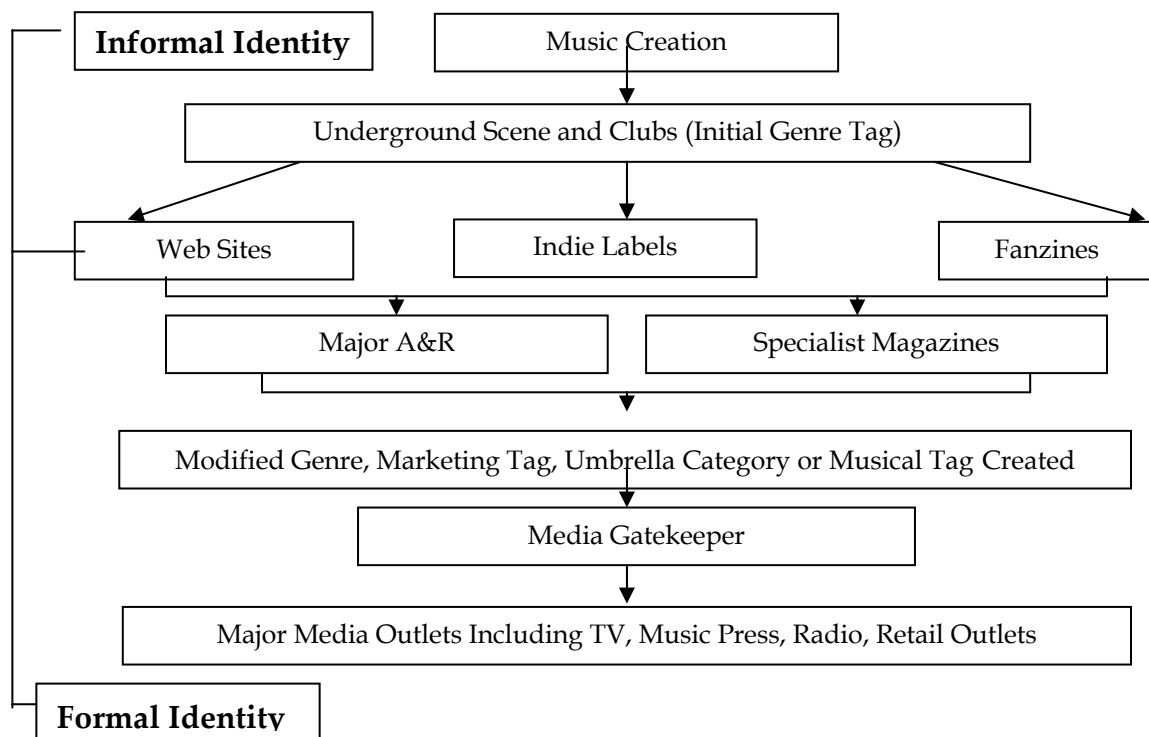 Informal Identity
Music Creation
Underground Scene and Clubs (Initial Genre Tag)
Web Sites
Indie Labels
Fanzines
Major A&R
Specialist Magazines
Modified Genre, Marketing Tag, Umbrella Category or Musical Tag Created
Media Gatekeeper
Major Media Outlets Including TV, Music Press, Radio, Retail Outlets
Formal Identity